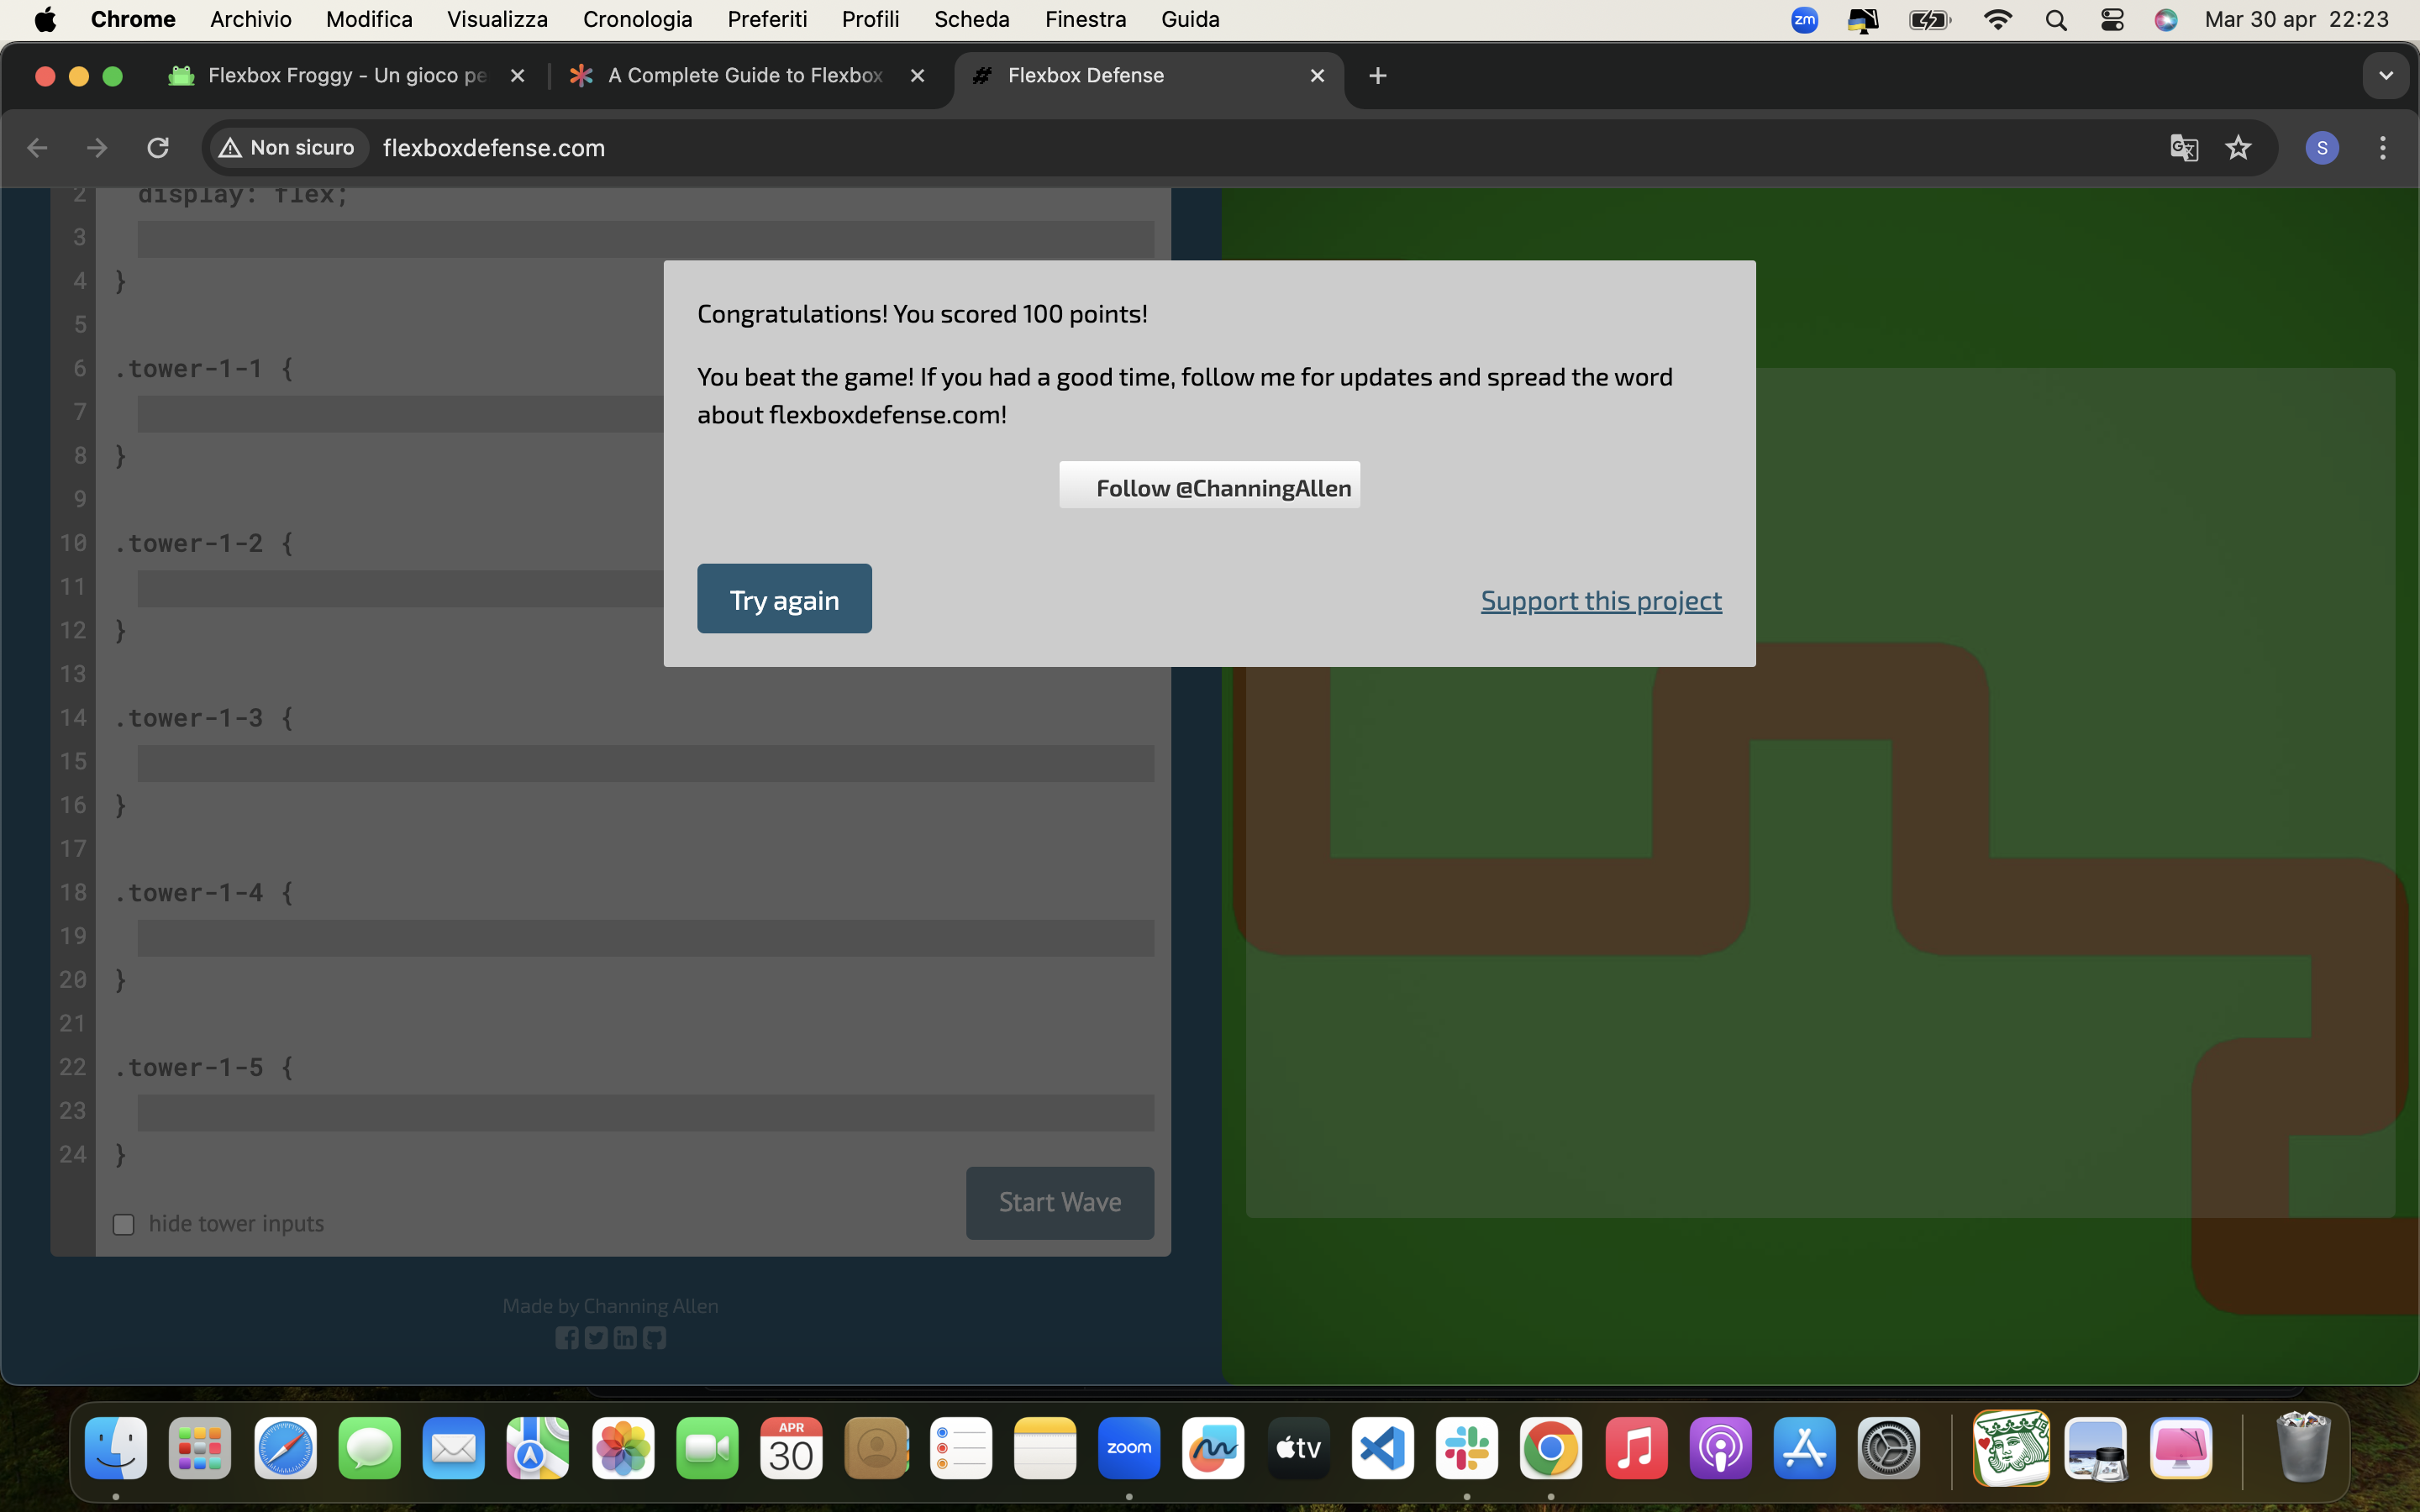 Chrome Archivio Modifica Visualizza Cronologia Preferiti Profili Scheda Finestra Guida zm Mar 30 apr 22:23
Flexbox Froggy - Un gioco pe A Complete Guide to Flexbox Flexbox Defense
Non sicuro flexboxdefense.com S
2 display: flex;
3
4 }
5
6 .tower-1-1 {
7
8 }
9
10 .tower-1-2 {
11
12 }
13
14 .tower-1-3 {
15
16 }
17
18 .tower-1-4 {
19
20 }
21
22 .tower-1-5 {
23
24 }
hide tower inputs
Start Wave
Congratulations! You scored 100 points!
You beat the game! If you had a good time, follow me for updates and spread the word
about flexboxdefense.com!
Follow @ChanningAllen
Try again Support this project
Made by Channing Allen
APR
30
zoom
tv